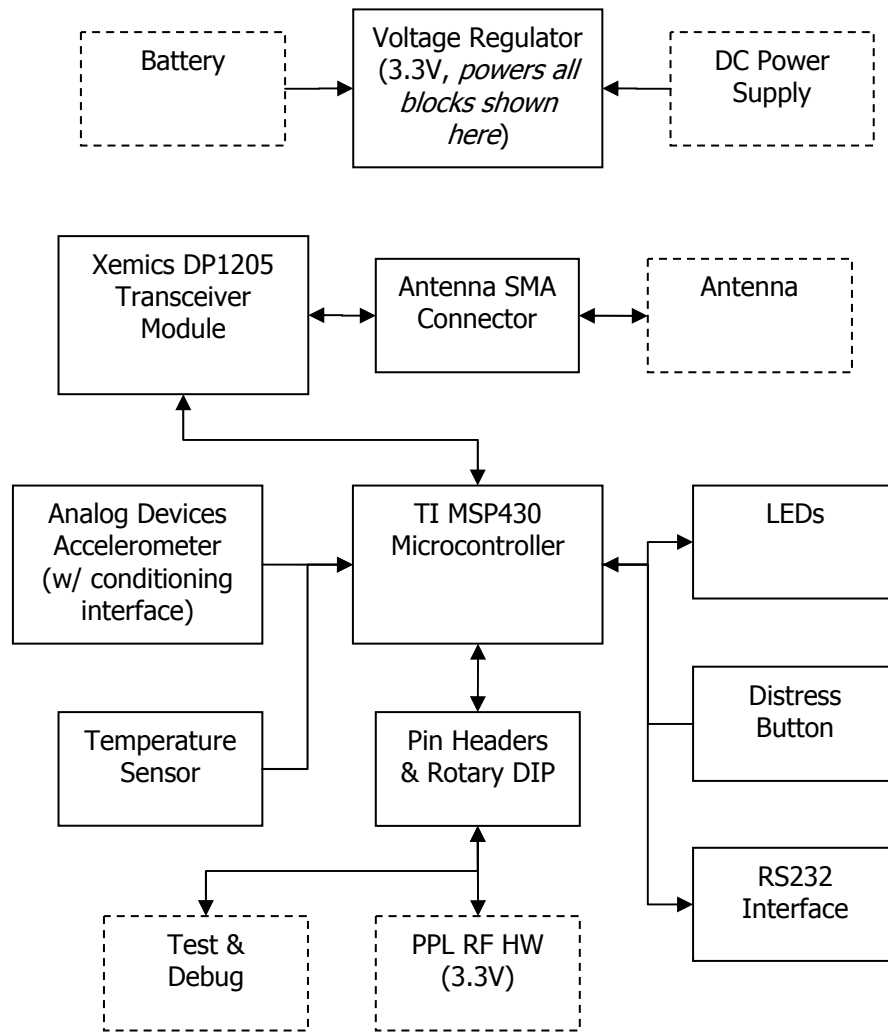 Battery
Voltage Regulator
(3.3V, powers all
blocks shown
here)
DC Power
Supply
Xemics DP1205
Transceiver
Module
Antenna SMA
Connector
Antenna
Analog Devices
Accelerometer
(w/ conditioning
interface)
TI MSP430
Microcontroller
LEDs
Temperature
Sensor
Pin Headers
& Rotary DIP
Distress
Button
Test &
Debug
PPL RF HW
(3.3V)
RS232
Interface